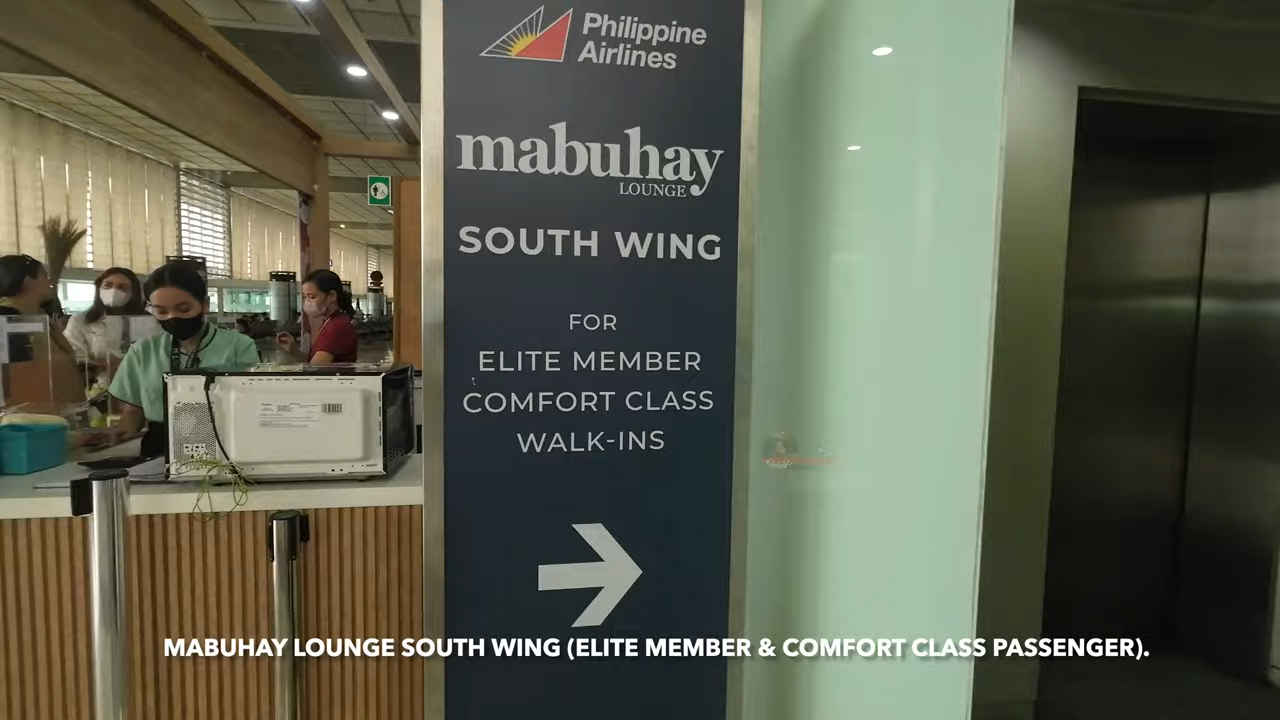 Philippine
Airlines
mabuhay
LOUNGE
SOUTH WING
FOR
ELITE MEMBER
COMFORT CLASS
WALK-INS
MABUHAY LOUNGE SOUTH WING (ELITE MEMBER & COMFORT CLASS PASSENGER).